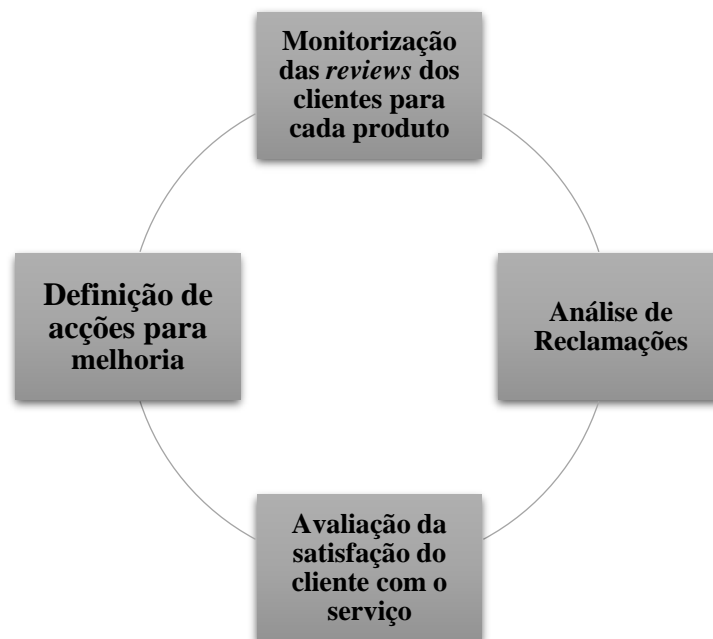 Monitorização
das reviews dos
clientes para
cada produto
Definição de
acções para
melhoria
Análise de
Reclamações
Avaliação da
satisfação do
cliente com o
serviço